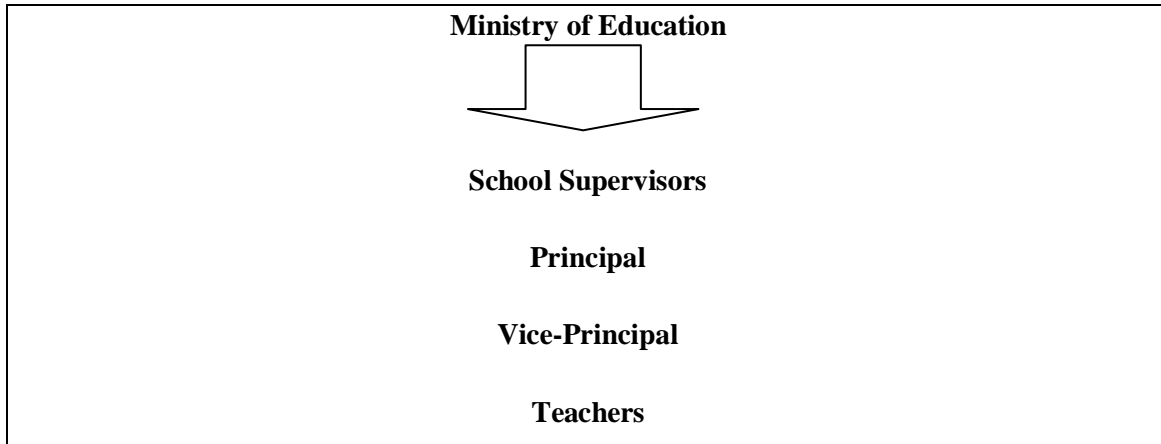 Ministry of Education
School Supervisors
Principal
Vice-Principal
Teachers